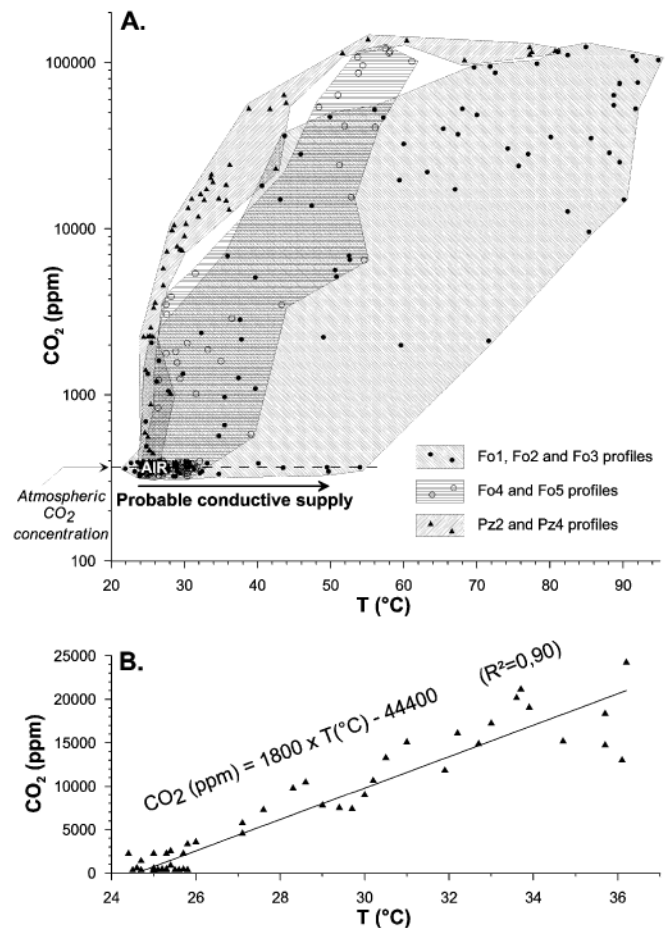 A.
100000
10000
1000
100
CO2 (ppm)
AIR
Atmospheric
CO2
concentration
Probable conductive supply
Fo1, Fo2 and Fo3 profiles
Fo4 and Fo5 profiles
Pz2 and Pz4 profiles
20 30 40 50 60 70 80 90
T (°C)
B.
25000
20000
15000
10000
5000
0
CO2 (ppm)
CO2 (ppm) = 1800 x T(°C) - 44400
(R²=0,90)
24 26 28 30 32 34 36
T (°C)